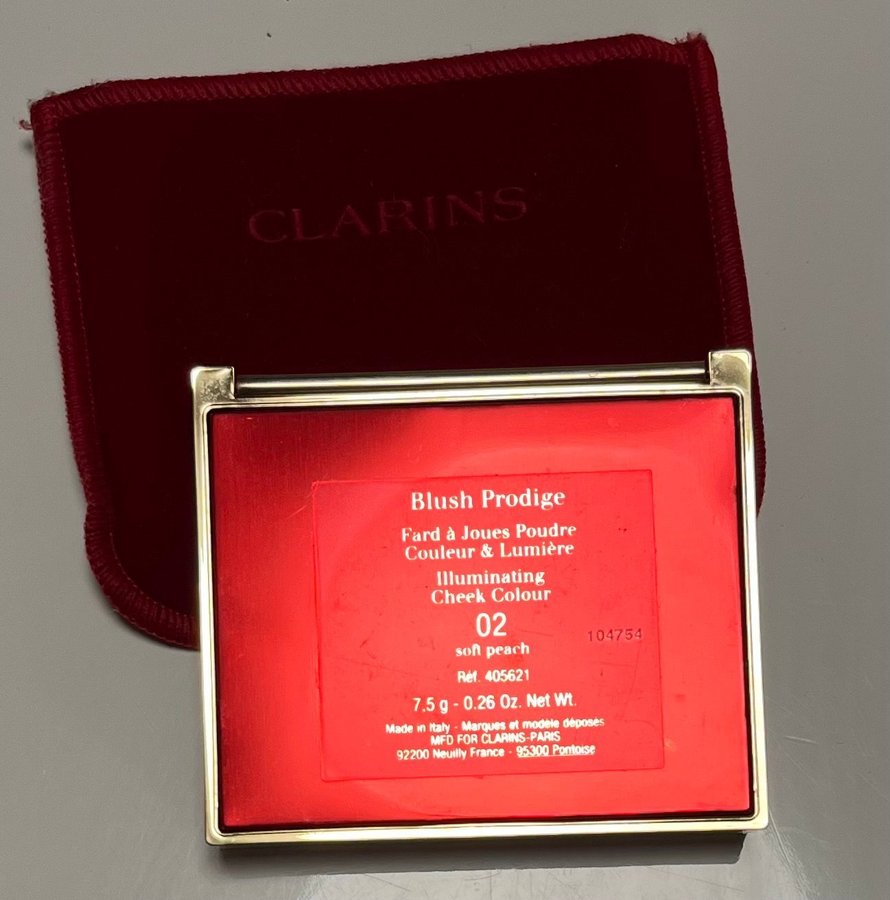 CLARINS
Blush Prodige
Fard à Joues Poudre
Couleur & Lumière
Illuminating
Cheek Colour
02
104754
soft peach
Réf. 405621
7.5 g - 0.26 Oz. Net Wt.
Made in Italy - Marques et modèle déposés
MFD FOR CLARINS-PARIS
92200 Neuilly France - 95300 Pontoise